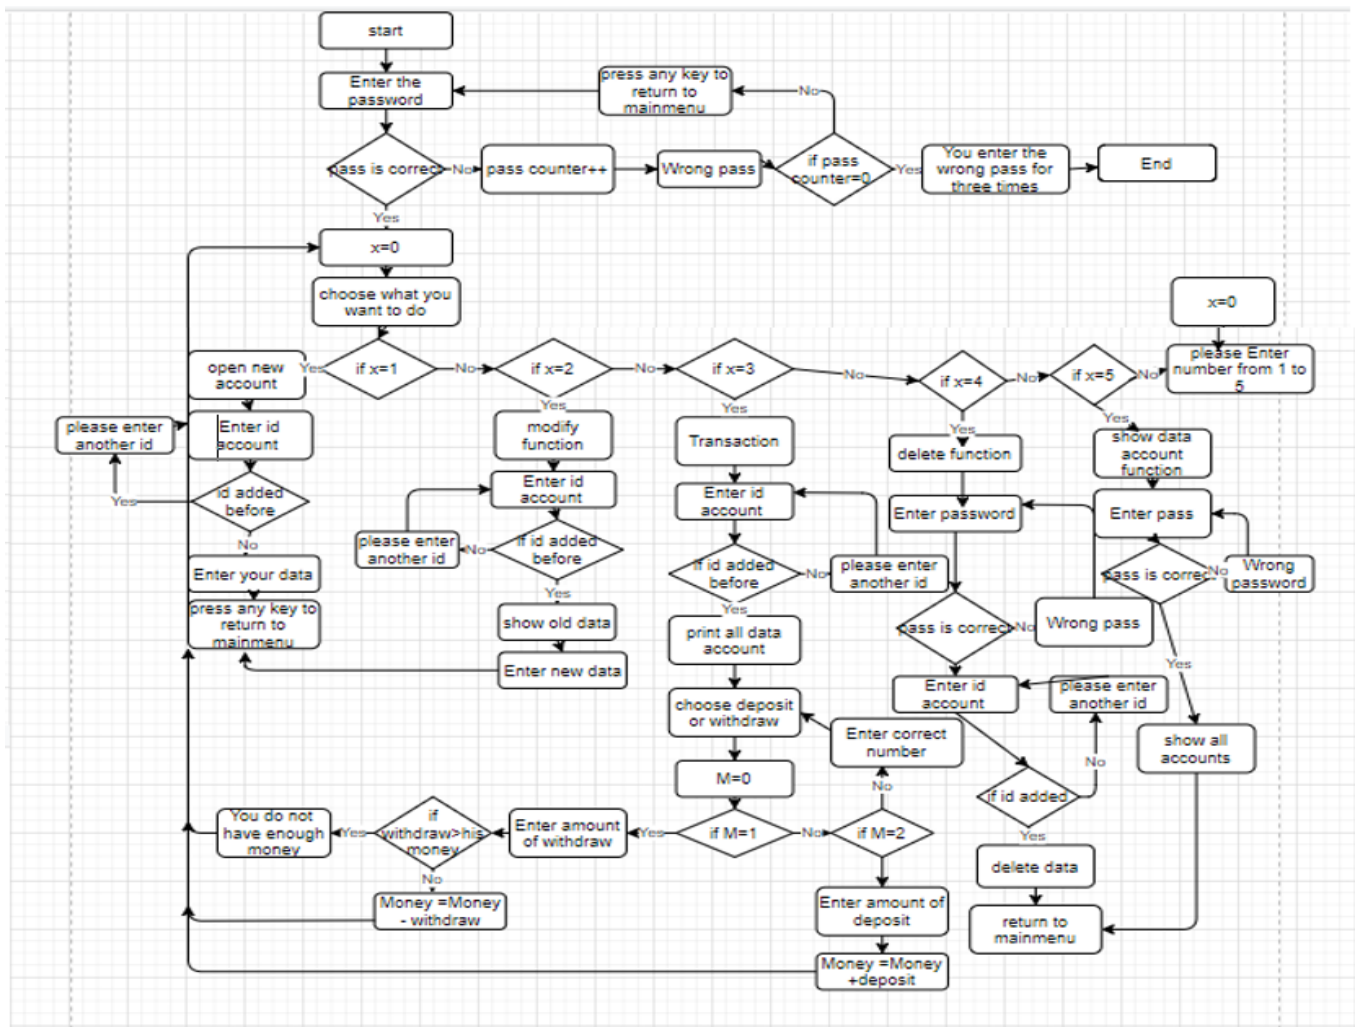 start
Enter the
password
press any key to
return to
mainmenu
No
pass is correct
No
pass counter++
Wrong pass
if pass
counter=0
Yes
You enter the
wrong pass for
three times
End
Yes
x=0
choose what you
want to do
x=0
open new
account
Yes
if x=1
No
if x=2
No
if x=3
No
if x=4
No
if x=5
No
please Enter
number from 1 to
5
please enter
another id
Enter id
account
Yes
id added
before
No
Enter your data
press any key to
return to
mainmenu
Yes
modify
function
Enter id
account
please enter
another id
No
if id added
before
Yes
show old data
Enter new data
Yes
Transaction
Enter id
account
if id added
before
No
please enter
another id
Yes
print all data
account
choose deposit
or withdraw
Enter correct
number
M=0
No
You do not
have enough
money
Yes
if
withdraw>his
money
Enter amount
of withdraw
Yes
if M=1
No
if M=2
No
Money =Money
- withdraw
Enter amount of
deposit
Money =Money
+deposit
Yes
delete function
Enter password
pass is correct
No
Wrong pass
Enter id
account
please enter
another id
No
if id added
Yes
delete data
return to
mainmenu
Yes
show data
account
function
Enter pass
pass is correc
No
Wrong
password
Yes
show all
accounts